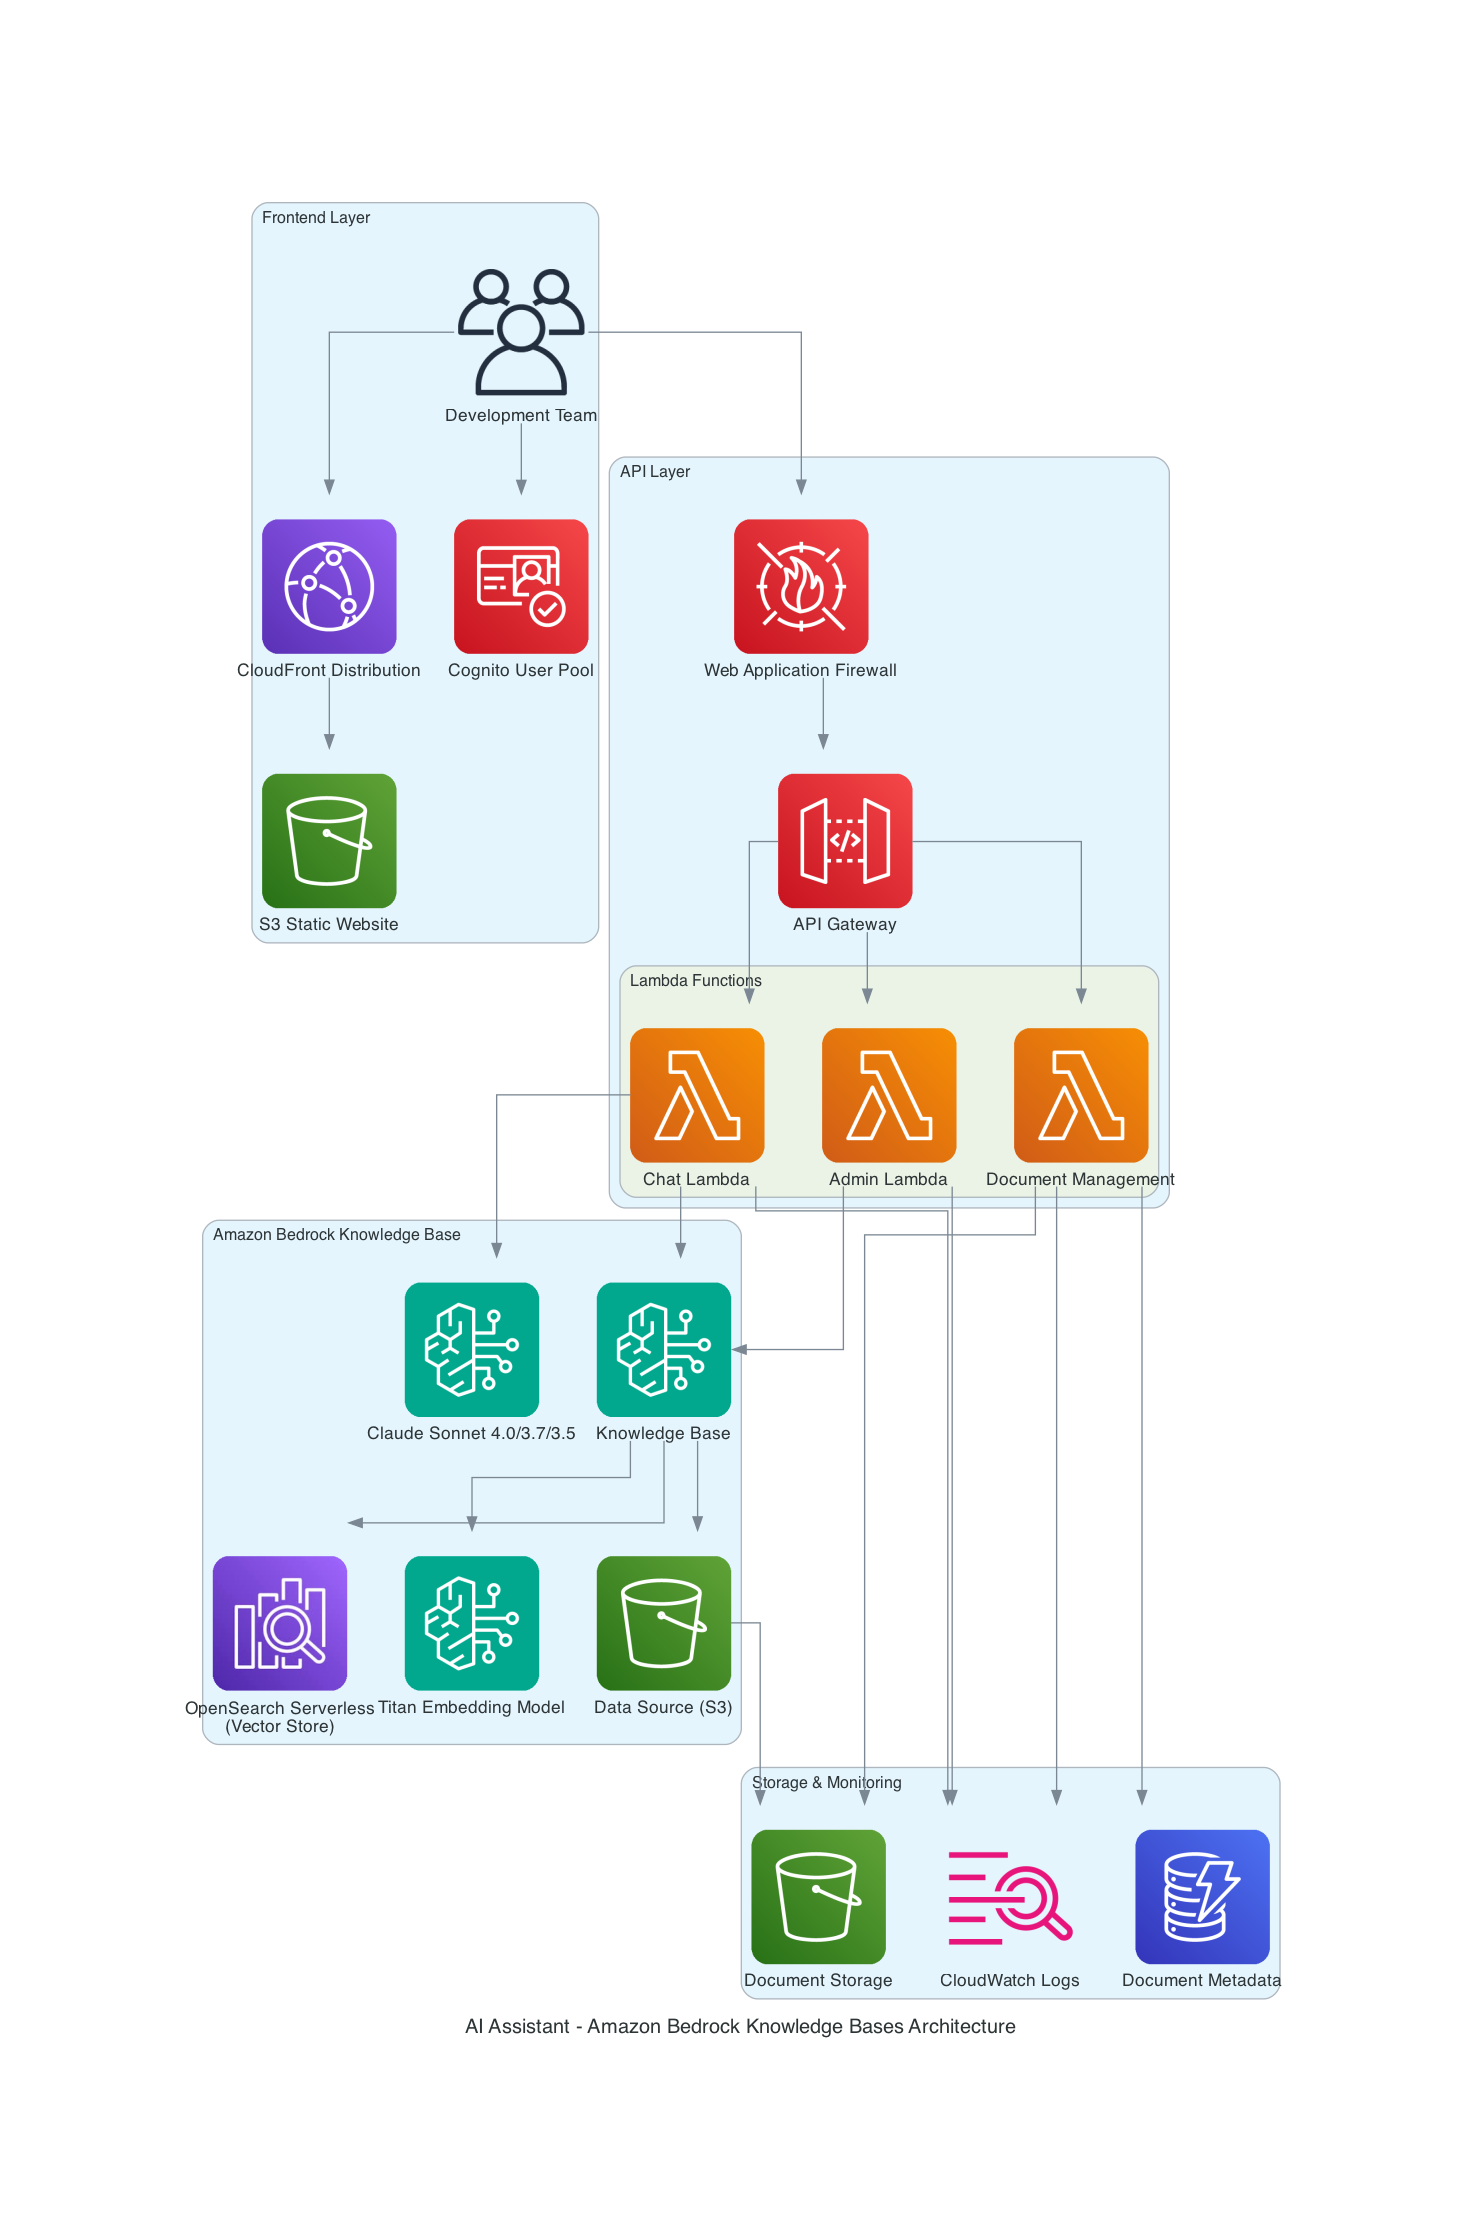 Frontend Layer
Development Team
API Layer
CloudFront Distribution
Cognito User Pool
Web Application Firewall
S3 Static Website
API Gateway
Lambda Functions
Chat Lambda
Admin Lambda
Document Management
Amazon Bedrock Knowledge Base
Claude Sonnet 4.0/3.7/3.5
Knowledge Base
OpenSearch Serverless
(Vector Store)
Titan Embedding Model
Data Source (S3)
Storage & Monitoring
Document Storage
CloudWatch Logs
Document Metadata
AI Assistant - Amazon Bedrock Knowledge Bases Architecture